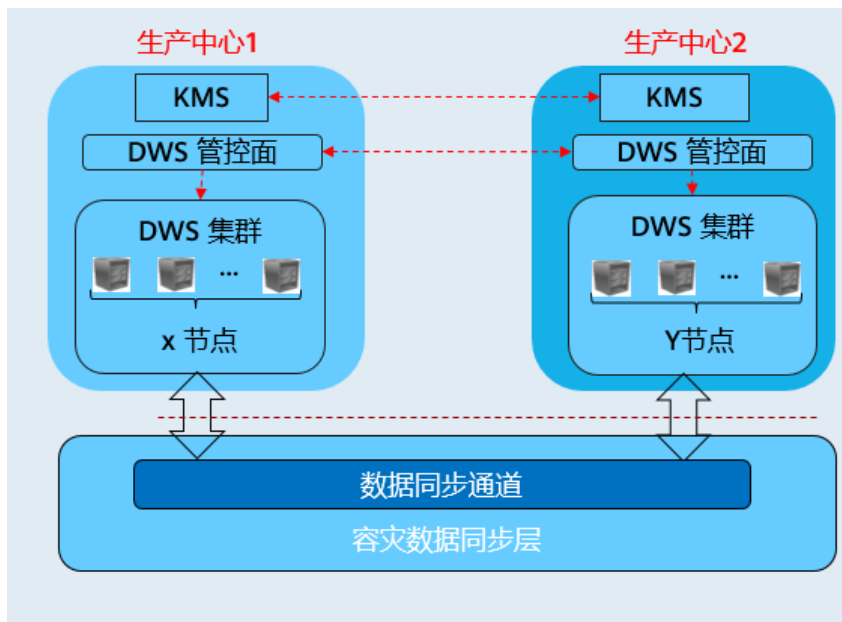 生产中心1
生产中心2
KMS
KMS
DWS 管控面
DWS 管控面
DWS 集群
DWS 集群
...
...
x 节点
Y节点
数据同步通道
容灾数据同步层